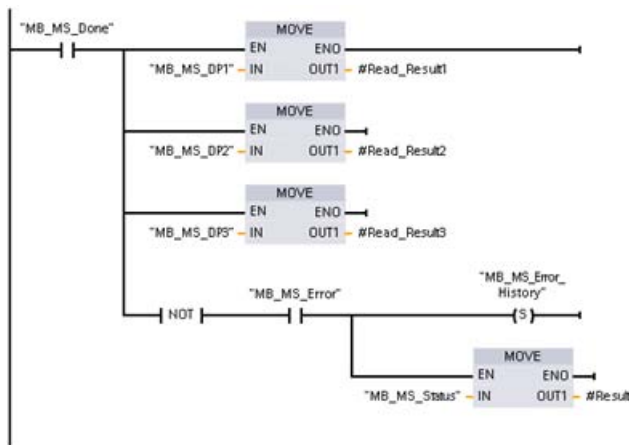 "MB_MS_Done"
MOVE
EN ENO
"MB_MS_DP1" IN OUT1 #Read_Result1
MOVE
EN ENO
"MB_MS_DP2" IN OUT1 #Read_Result2
MOVE
EN ENO
"MB_MS_DP3" IN OUT1 #Read_Result3
"MB_MS_Error_
History"
"MB_MS_Error"
NOT
S
MOVE
EN ENO
"MB_MS_Status" IN OUT1 #Result